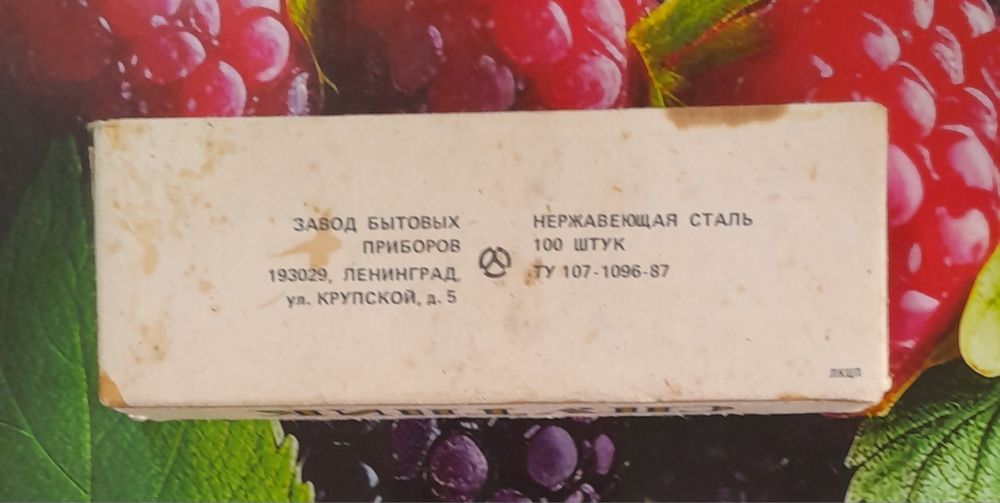 ЗАВОД БЫТОВЫХ
ПРИБОРОВ
193029, ЛЕНИНГРАД,
ул. КРУПСКОЙ, д. 5
НЕРЖАВЕЮЩАЯ СТАЛЬ
100 ШТУК
ТУ 107-1096-87
ЛКЦП